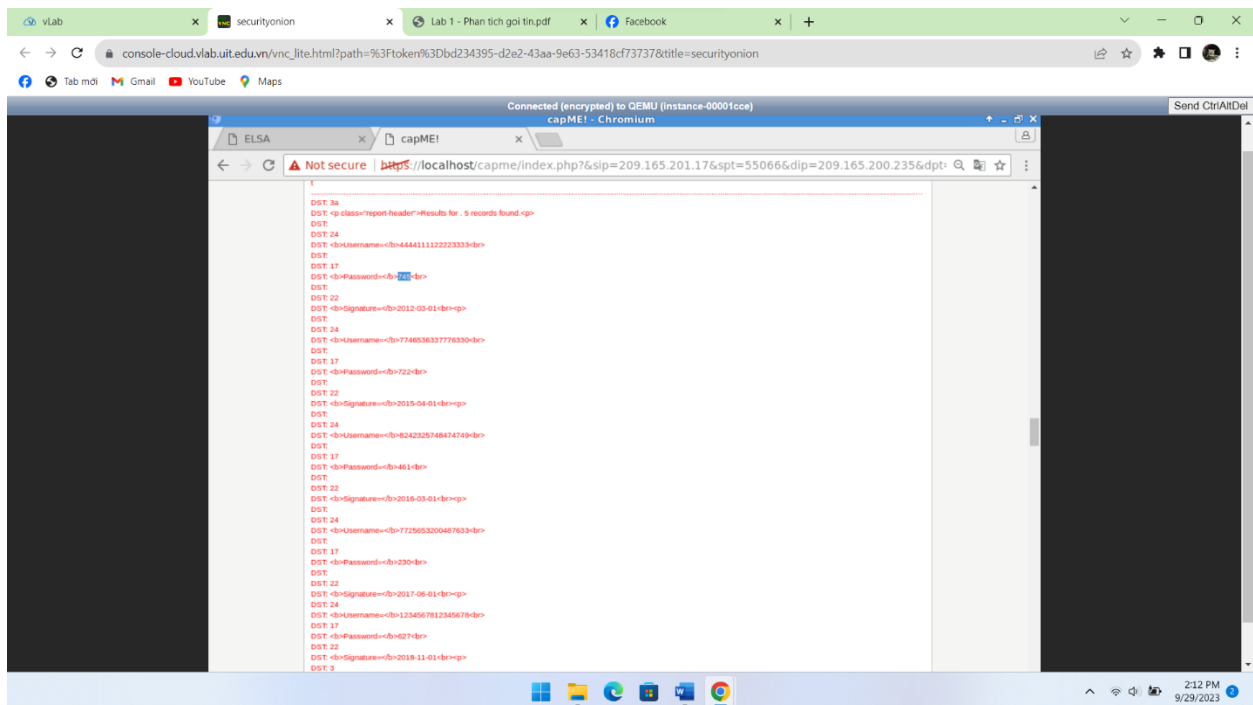 vLab
securityonion
Lab 1 - Phan tich goi tin.pdf
Facebook
console-cloud.vlab.uit.edu.vn/vnc_lite.html?path=%3Ftoken%3Dbd234395-d2e2-43aa-9e63-53418cf73737&title=securityonion
Tab mới
Gmail
YouTube
Maps
Connected (encrypted) to QEMU (instance-00001cce)
Send CtrlAltDel
capME! - Chromium
ELSA
capME!
Not secure
https://localhost/capme/index.php?&sip=209.165.201.17&spt=55066&dip=209.165.200.235&dpt=
DST: 3a
DST: <p class="report-header">Results for . 5 records found.<p>
DST:
DST: 24
DST: <b>Username=</b>4444111122223333<br>
DST:
DST: 17
DST: <b>Password=</b>745<br>
DST:
DST: 22
DST: <b>Signature=</b>2012-03-01<br><p>
DST:
DST: 24
DST: <b>Username=</b>7746536337776330<br>
DST:
DST: 17
DST: <b>Password=</b>722<br>
DST:
DST: 22
DST: <b>Signature=</b>2015-04-01<br><p>
DST:
DST: 24
DST: <b>Username=</b>8242325748474749<br>
DST:
DST: 17
DST: <b>Password=</b>461<br>
DST:
DST: 22
DST: <b>Signature=</b>2016-03-01<br><p>
DST:
DST: 24
DST: <b>Username=</b>7725653200487633<br>
DST:
DST: 17
DST: <b>Password=</b>230<br>
DST:
DST: 22
DST: <b>Signature=</b>2017-06-01<br><p>
DST: 24
DST: <b>Username=</b>1234567812345678<br>
DST: 17
DST: <b>Password=</b>627<br>
DST: 22
DST: <b>Signature=</b>2018-11-01<br><p>
DST: 3
2:12 PM
9/29/2023
2